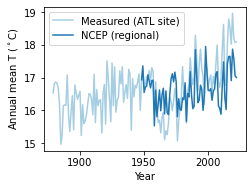 19
18
17
16
15
Annual mean T (°C)
Measured (ATL site)
NCEP (regional)
1900
1950
2000
Year